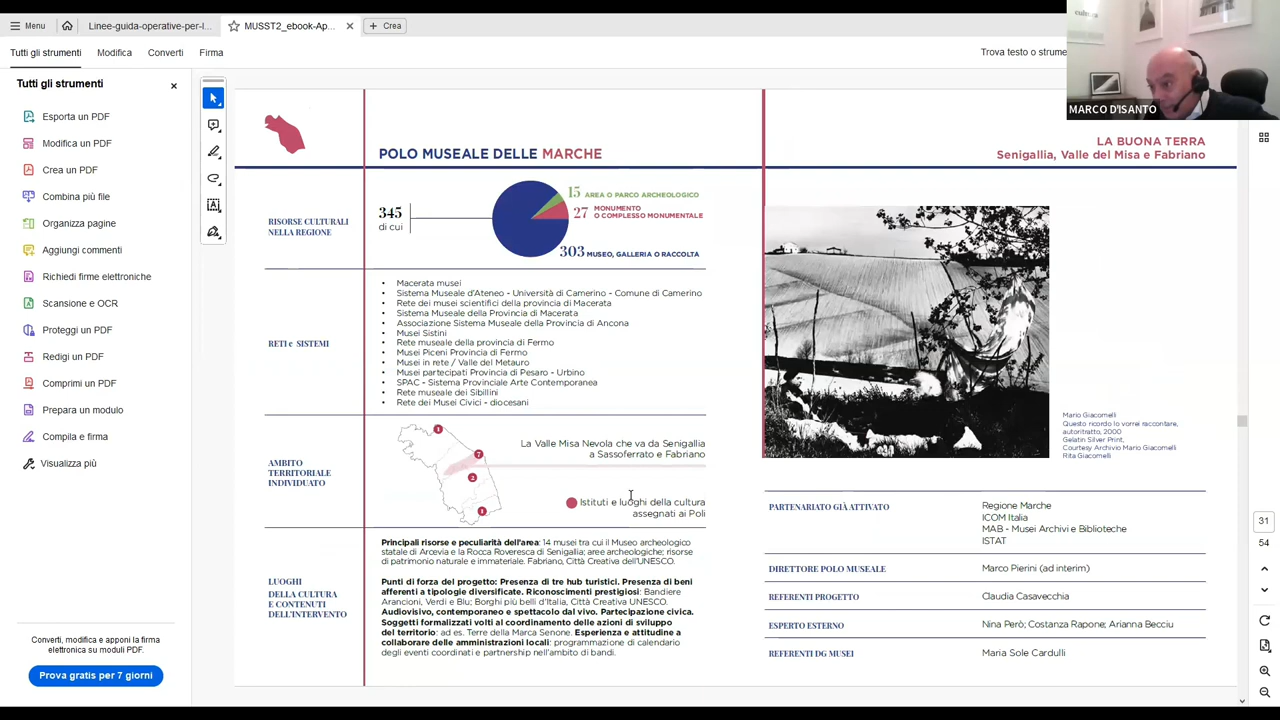 Menu
Linee-guida-operative-per-l...
MUSST2_ebook-Ap...
Crea
Tutti gli strumenti
Modifica
Converti
Firma
Trova testo o strume
MARCO D'ISANTO
Tutti gli strumenti
Esporta un PDF
Modifica un PDF
Crea un PDF
Combina più file
Organizza pagine
Aggiungi commenti
Richiedi firme elettroniche
Scansione e OCR
Proteggi un PDF
Redigi un PDF
Comprimi un PDF
Prepara un modulo
Compila e firma
Visualizza più
Converti, modifica e apponi la firma
elettronica su moduli PDF.
Prova gratis per 7 giorni
POLO MUSEALE DELLE MARCHE
RISORSE CULTURALI
NELLA REGIONE
345
di cui
15 AREA O PARCO ARCHEOLOGICO
27 MONUMENTO
O COMPLESSO MONUMENTALE
303 MUSEO, GALLERIA O RACCOLTA
RETI e SISTEMI
• Macerata musei
• Sistema Museale d'Ateneo - Università di Camerino - Comune di Camerino
• Rete dei musei scientifici della provincia di Macerata
• Sistema Museale della Provincia di Macerata
• Associazione Sistema Museale della Provincia di Ancona
• Musei Sistini
• Rete museale della provincia di Fermo
• Musei Piceni Provincia di Fermo
• Musei in rete / Valle del Metauro
• Musei partecipati Provincia di Pesaro - Urbino
• SPAC - Sistema Provinciale Arte Contemporanea
• Rete museale dei Sibillini
• Rete dei Musei Civici - diocesani
AMBITO
TERRITORIALE
INDIVIDUATO
1
7
2
1
La Valle Misa Nevola che va da Senigallia
a Sassoferrato e Fabriano
Istituti e luoghi della cultura
assegnati ai Poli
LUOGHI
DELLA CULTURA
E CONTENUTI
DELL'INTERVENTO
Principali risorse e peculiarità dell'area: 14 musei tra cui il Museo archeologico
statale di Arcevia e la Rocca Roveresca di Senigallia; aree archeologiche; risorse
di patrimonio naturale e immateriale. Fabriano, Città Creativa dell'UNESCO.
Punti di forza del progetto: Presenza di tre hub turistici. Presenza di beni
afferenti a tipologie diversificate. Riconoscimenti prestigiosi: Bandiere
Arancioni, Verdi e Blu; Borghi più belli d'Italia, Città Creativa UNESCO.
Audiovisivo, contemporaneo e spettacolo dal vivo. Partecipazione civica.
Soggetti formalizzati volti al coordinamento delle azioni di sviluppo
del territorio: ad es. Terre della Marca Senone. Esperienza e attitudine a
collaborare delle amministrazioni locali: programmazione di calendario
degli eventi coordinati e partnership nell'ambito di bandi.
LA BUONA TERRA
Senigallia, Valle del Misa e Fabriano
Mario Giacomelli
Questo ricordo lo vorrei raccontare,
autoritratto, 2000
Gelatin Silver Print,
Courtesy Archivio Mario Giacomelli
Rita Giacomelli
PARTENARIATO GIÀ ATTIVATO
Regione Marche
ICOM Italia
MAB - Musei Archivi e Biblioteche
ISTAT
DIRETTORE POLO MUSEALE
Marco Pierini (ad interim)
REFERENTI PROGETTO
Claudia Casavecchia
ESPERTO ESTERNO
Nina Però; Costanza Rapone; Arianna Becciu
REFERENTI DG MUSEI
Maria Sole Cardulli
31
54